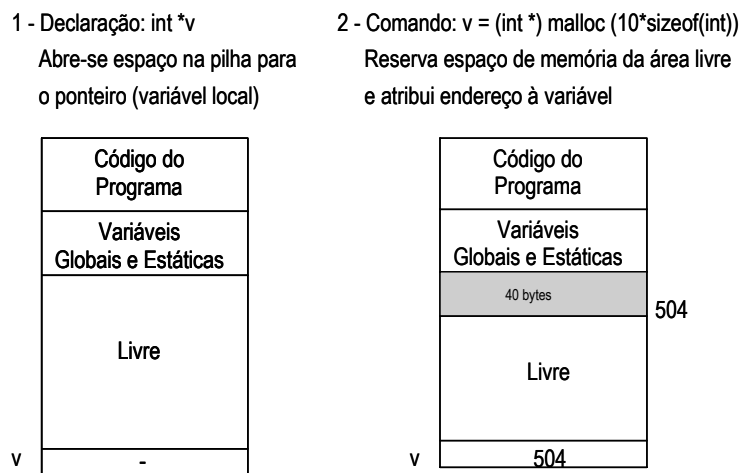 1 - Declaração: int *v
Abre-se espaço na pilha para
o ponteiro (variável local)
2 - Comando: v = (int *) malloc (10*sizeof(int))
Reserva espaço de memória da área livre
e atribui endereço à variável
Código do
Programa
Variáveis
Globais e Estáticas
Livre
v
-
Código do
Programa
Variáveis
Globais e Estáticas
40 bytes
504
Livre
v
504